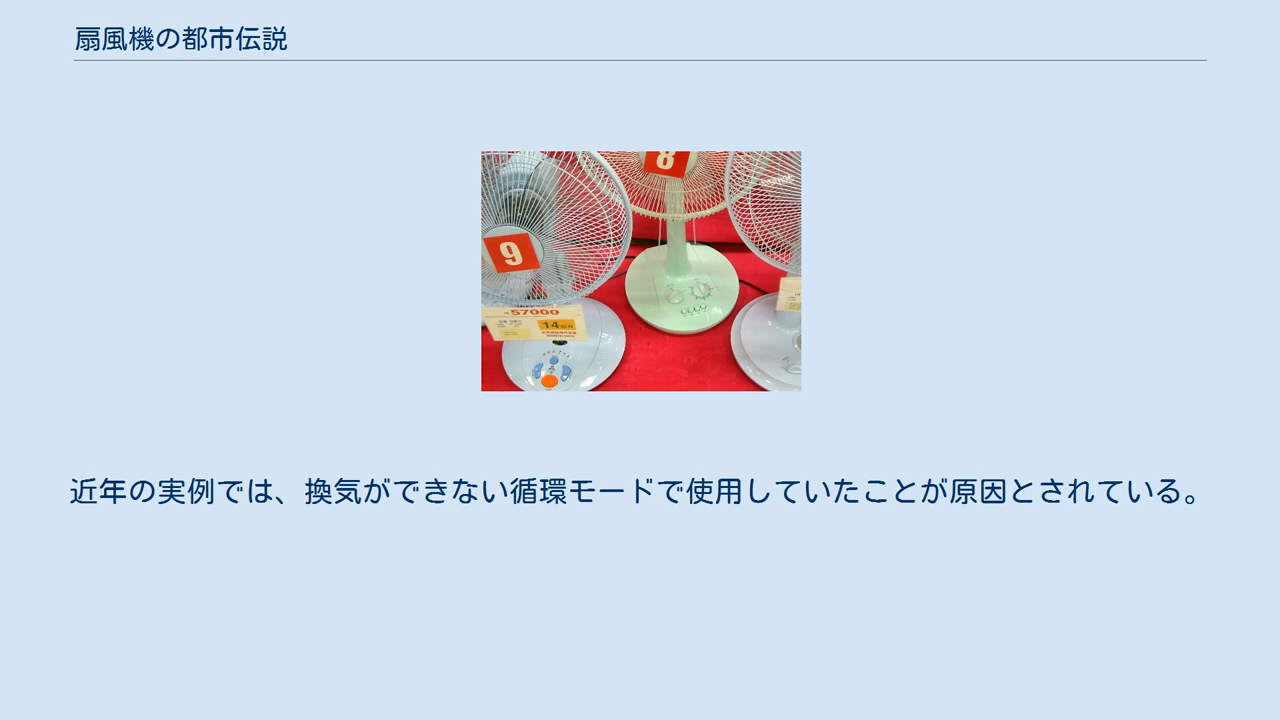 扇風機の都市伝説
8
9
57000
14
近年の実例では、換気ができない循環モードで使用していたことが原因とされている。